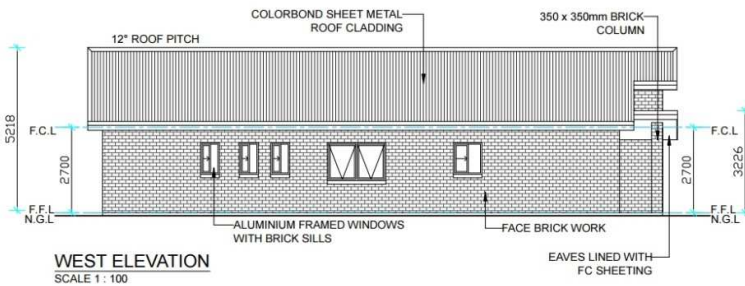 COLORBOND SHEET METAL
ROOF CLADDING
350 x 350mm BRICK
COLUMN
12° ROOF PITCH
5218
F.C.L
2700
F.F.L
N.G.L
F.C.L
2700
3226
F.F.L
N.G.L
ALUMINIUM FRAMED WINDOWS
WITH BRICK SILLS
FACE BRICK WORK
EAVES LINED WITH
FC SHEETING
WEST ELEVATION
SCALE 1 : 100